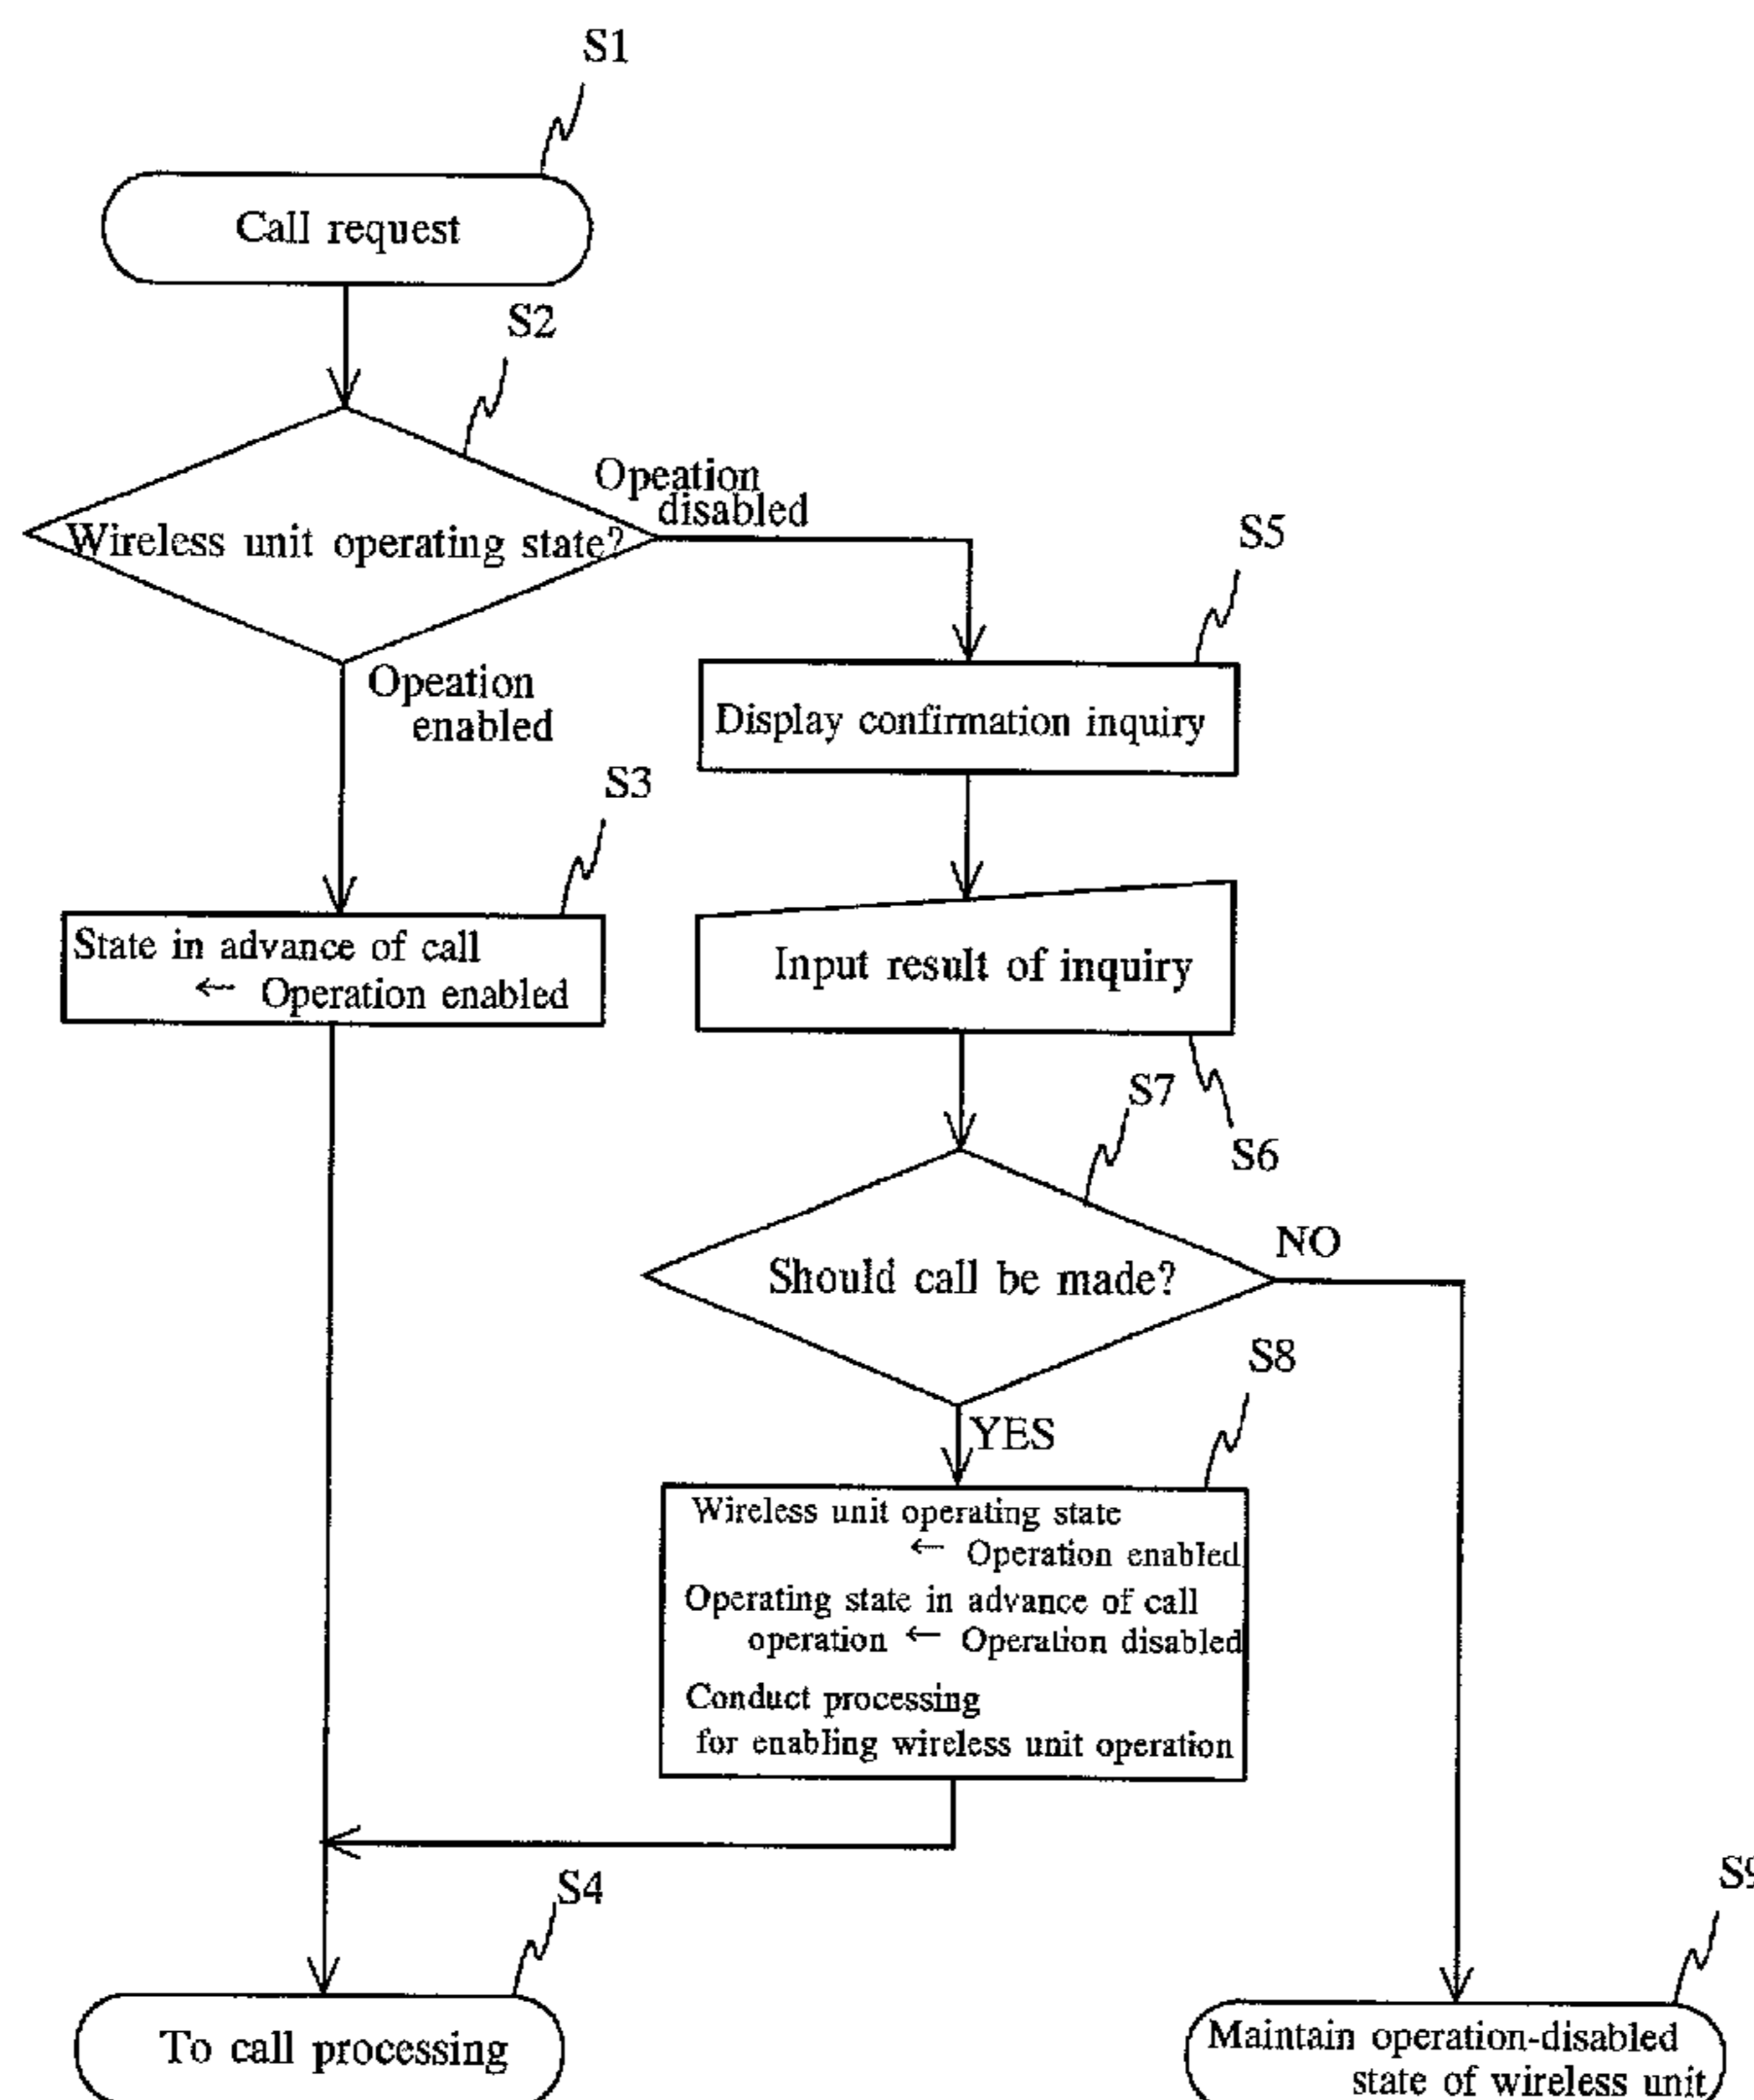 S1
Call request
S2
Wireless unit operating state?
Opeation
disabled
S5
Opeation
enabled
Display confirmation inquiry
S3
State in advance of call
← Operation enabled
Input result of inquiry
S7
S6
Should call be made?
NO
S8
YES
Wireless unit operating state
← Operation enabled
Operating state in advance of call
operation ← Operation disabled
Conduct processing
for enabling wireless unit operation
S4
S9
To call processing
Maintain operation-disabled
state of wireless unit